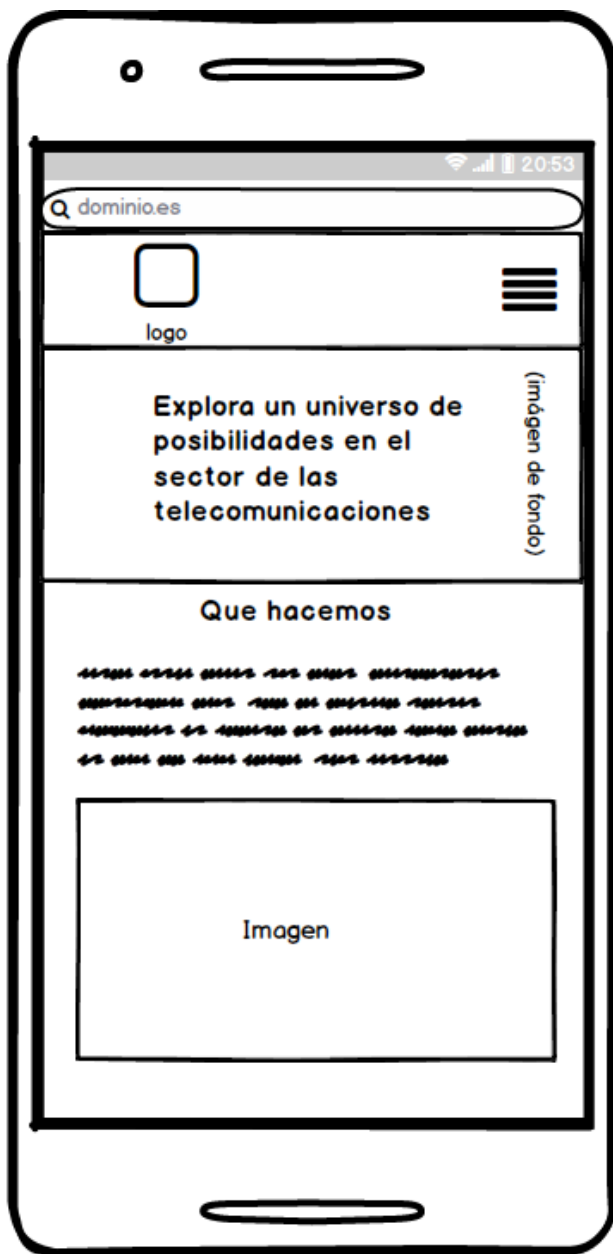 20:53
dominio.es
logo
Explora un universo de
posibilidades en el
sector de las
telecomunicaciones
(imágen de fondo)
Que hacemos
Imagen